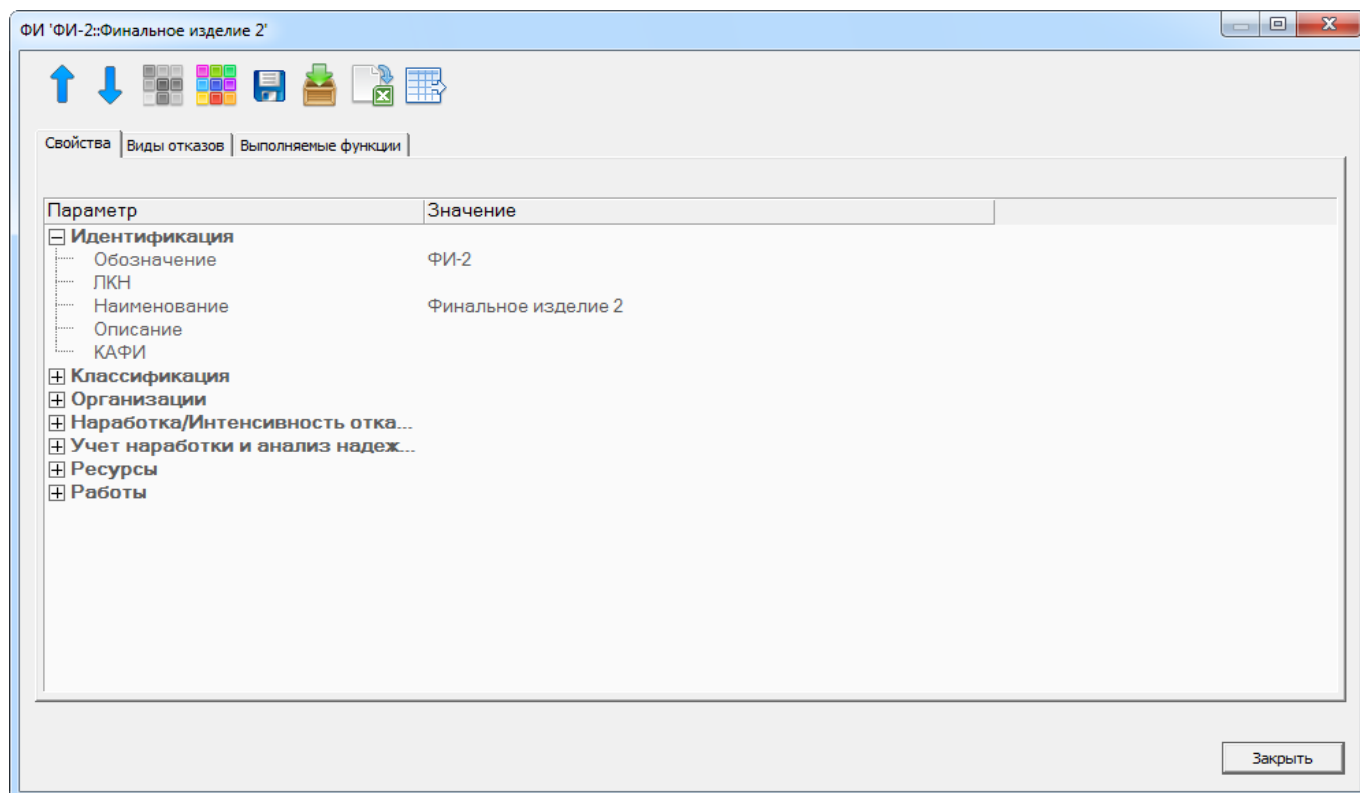 ФИ 'ФИ-2::Финальное изделие 2'
Свойства Виды отказов Выполняемые функции
Параметр Значение
Идентификация
Обозначение ФИ-2
ЛКН
Наименование Финальное изделие 2
Описание
КАФИ
Классификация
Организации
Наработка/Интенсивность отка...
Учет наработки и анализ надеж...
Ресурсы
Работы
Закрыть